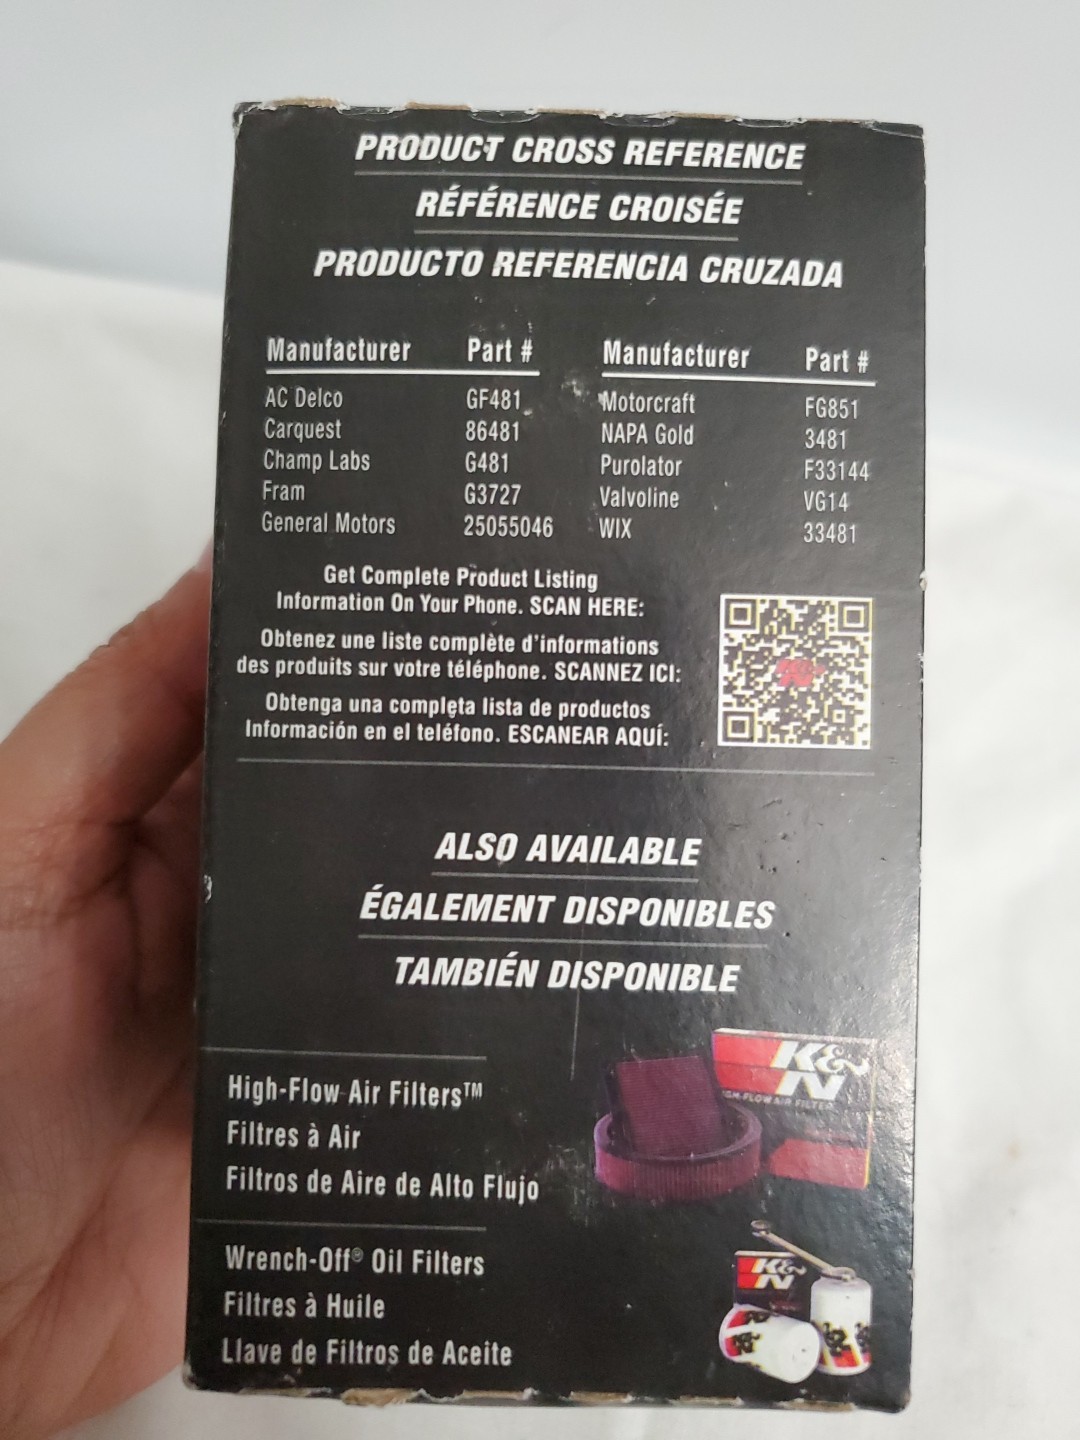 PRODUCT CROSS REFERENCE
RÉFÉRENCE CROISÉE
PRODUCTO REFERENCIA CRUZADA
Manufacturer Part # Manufacturer Part #
AC Delco GF481 Motorcraft FG851
Carquest 86481 NAPA Gold 3481
Champ Labs G481 Purolator F33144
Fram G3727 Valvoline VG14
General Motors 25055046 WIX 33481
Get Complete Product Listing
Information On Your Phone. SCAN HERE:
Obtenez une liste complète d'informations
des produits sur votre téléphone. SCANNEZ ICI:
Obtenga una completa lista de productos
Información en el teléfono. ESCANEAR AQUÍ:
K&N
ALSO AVAILABLE
ÉGALEMENT DISPONIBLES
TAMBIÉN DISPONIBLE
High-Flow Air Filters™
Filtres à Air
Filtros de Aire de Alto Flujo
K&N
HIGH-FLOW AIR FILTER
Wrench-Off® Oil Filters
Filtres à Huile
Llave de Filtros de Aceite
K&N
K&N
K&N